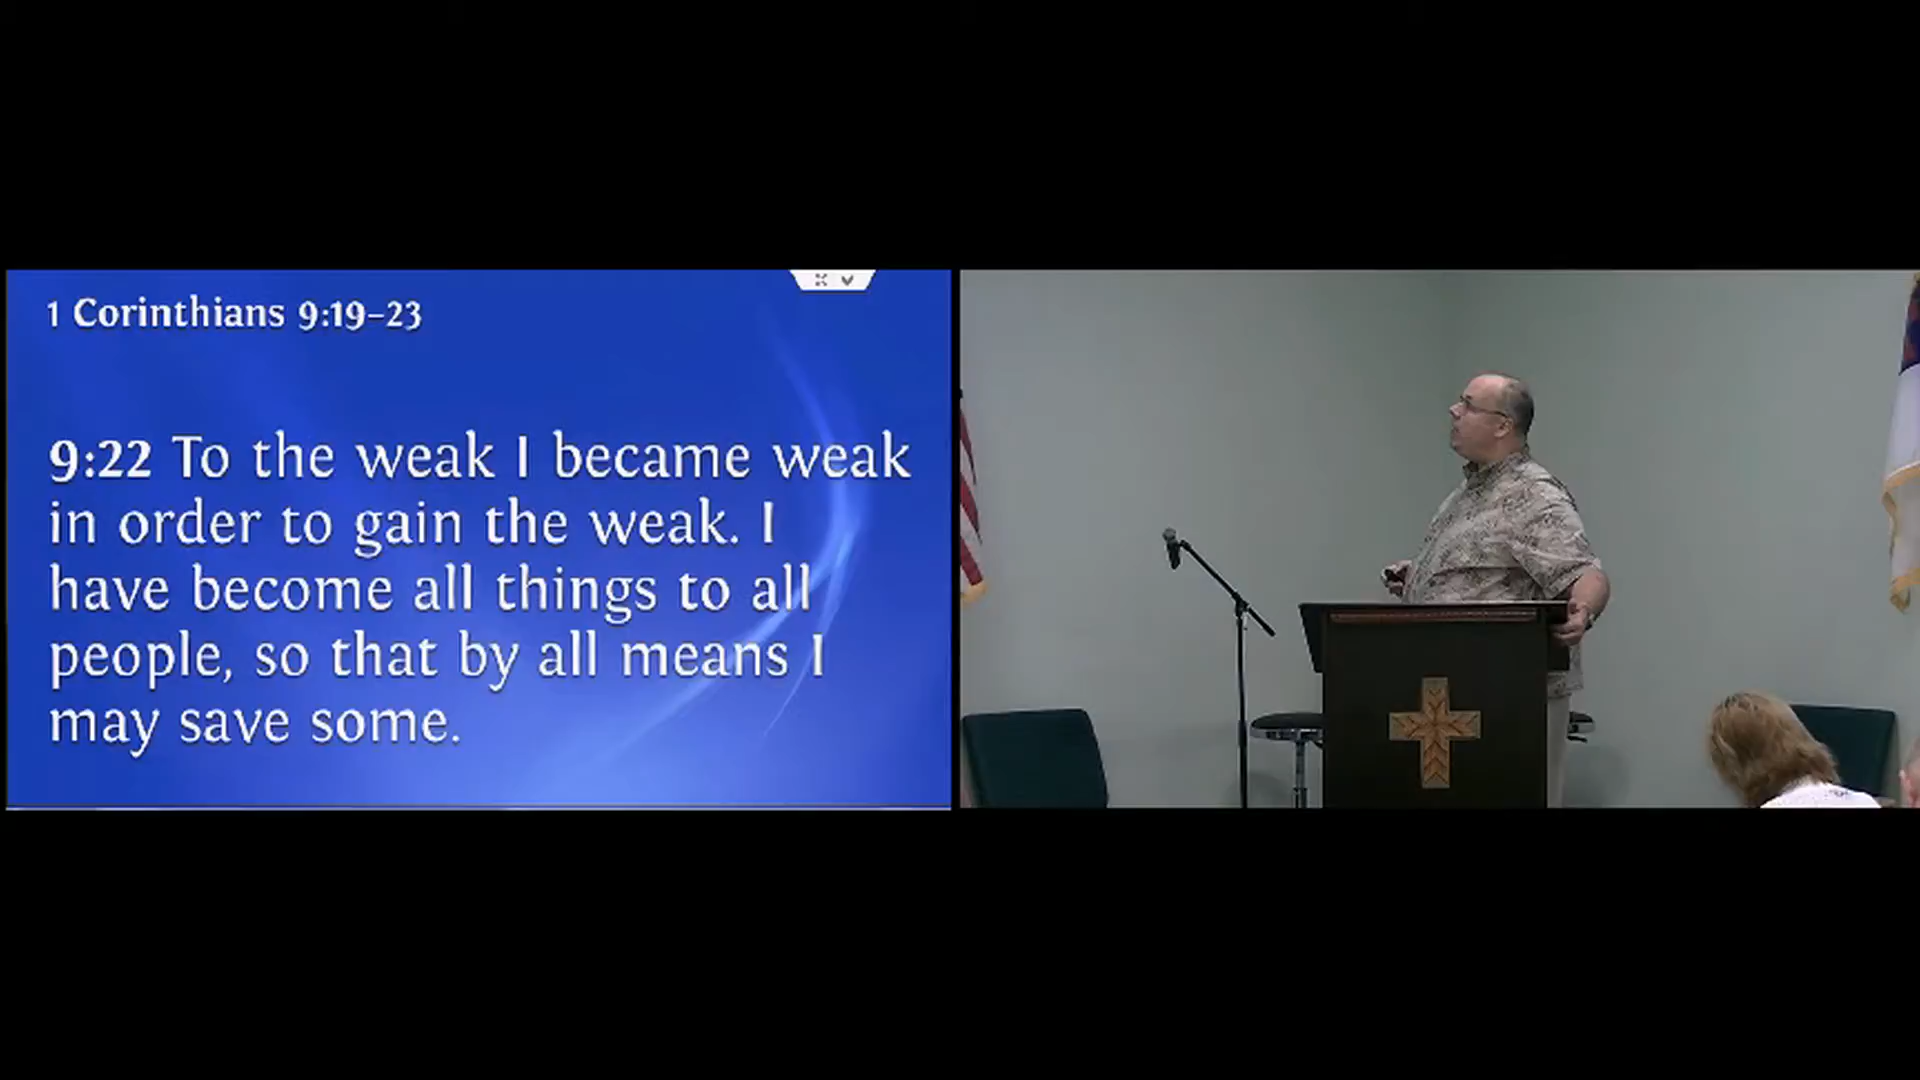 1 Corinthians 9:19–23
9:22 To the weak I became weak
in order to gain the weak. I
have become all things to all
people, so that by all means I
may save some.